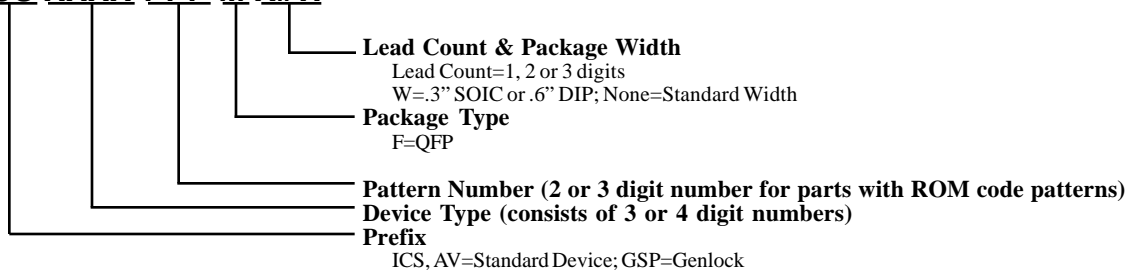 Lead Count & Package Width
Lead Count=1, 2 or 3 digits
W=.3” SOIC or .6” DIP; None=Standard Width
Package Type
F=QFP
Pattern Number (2 or 3 digit number for parts with ROM code patterns)
Device Type (consists of 3 or 4 digit numbers)
Prefix
ICS, AV=Standard Device; GSP=Genlock